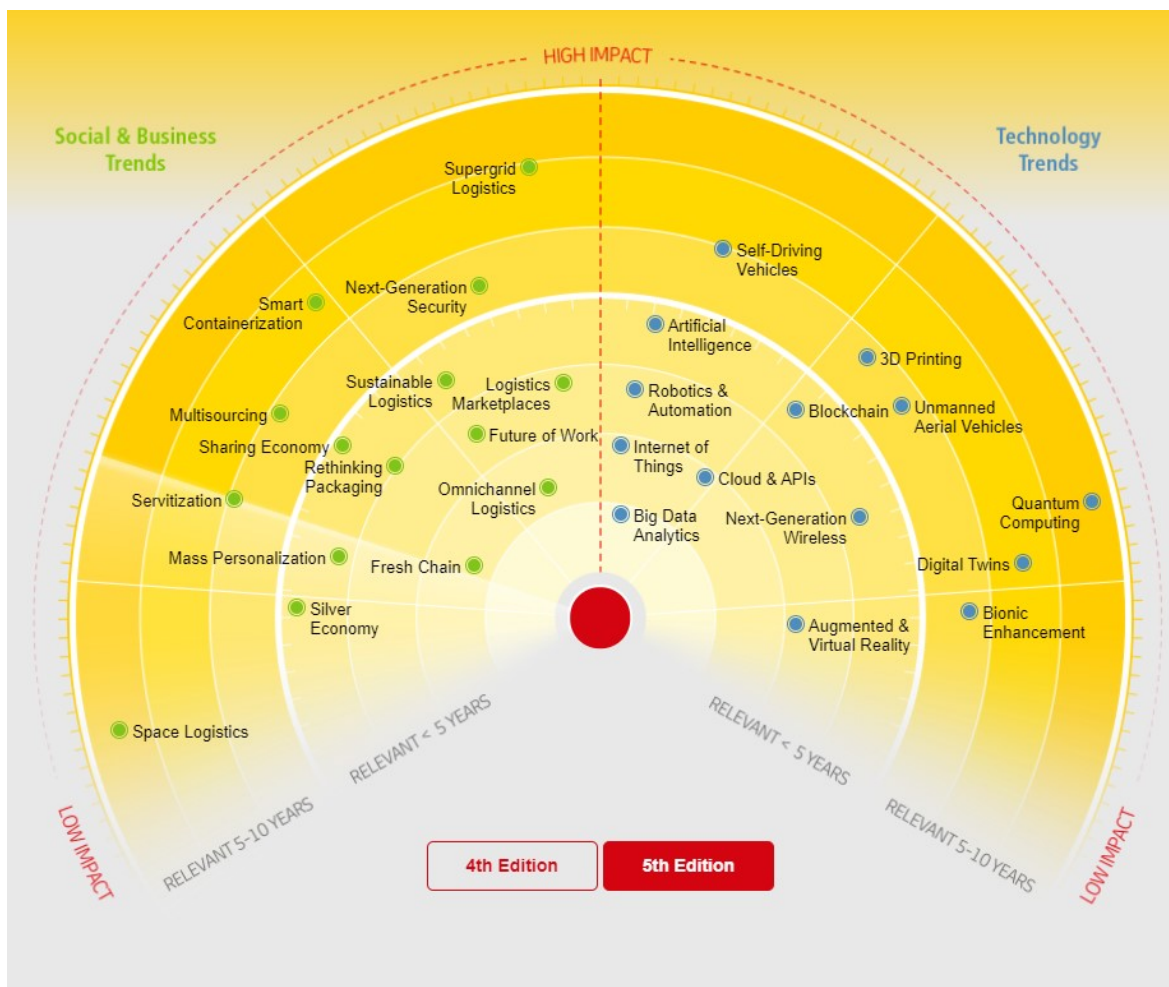 HIGH IMPACT
Social & Business
Trends
Technology
Trends
Supergrid
Logistics
Self-Driving
Vehicles
Next-Generation
Security
Smart
Containerization
Artificial
Intelligence
3D Printing
Sustainable
Logistics
Logistics
Marketplaces
Robotics &
Automation
Multisourcing
Blockchain
Unmanned
Aerial Vehicles
Sharing Economy
Future of Work
Internet of
Things
Rethinking
Packaging
Cloud & APIs
Servitization
Omnichannel
Logistics
Big Data
Analytics
Next-Generation
Wireless
Quantum
Computing
Mass Personalization
Fresh Chain
Digital Twins
Silver
Economy
Augmented &
Virtual Reality
Bionic
Enhancement
Space Logistics
RELEVANT < 5 YEARS
RELEVANT < 5 YEARS
RELEVANT 5-10 YEARS
RELEVANT 5-10 YEARS
LOW IMPACT
LOW IMPACT
4th Edition
5th Edition